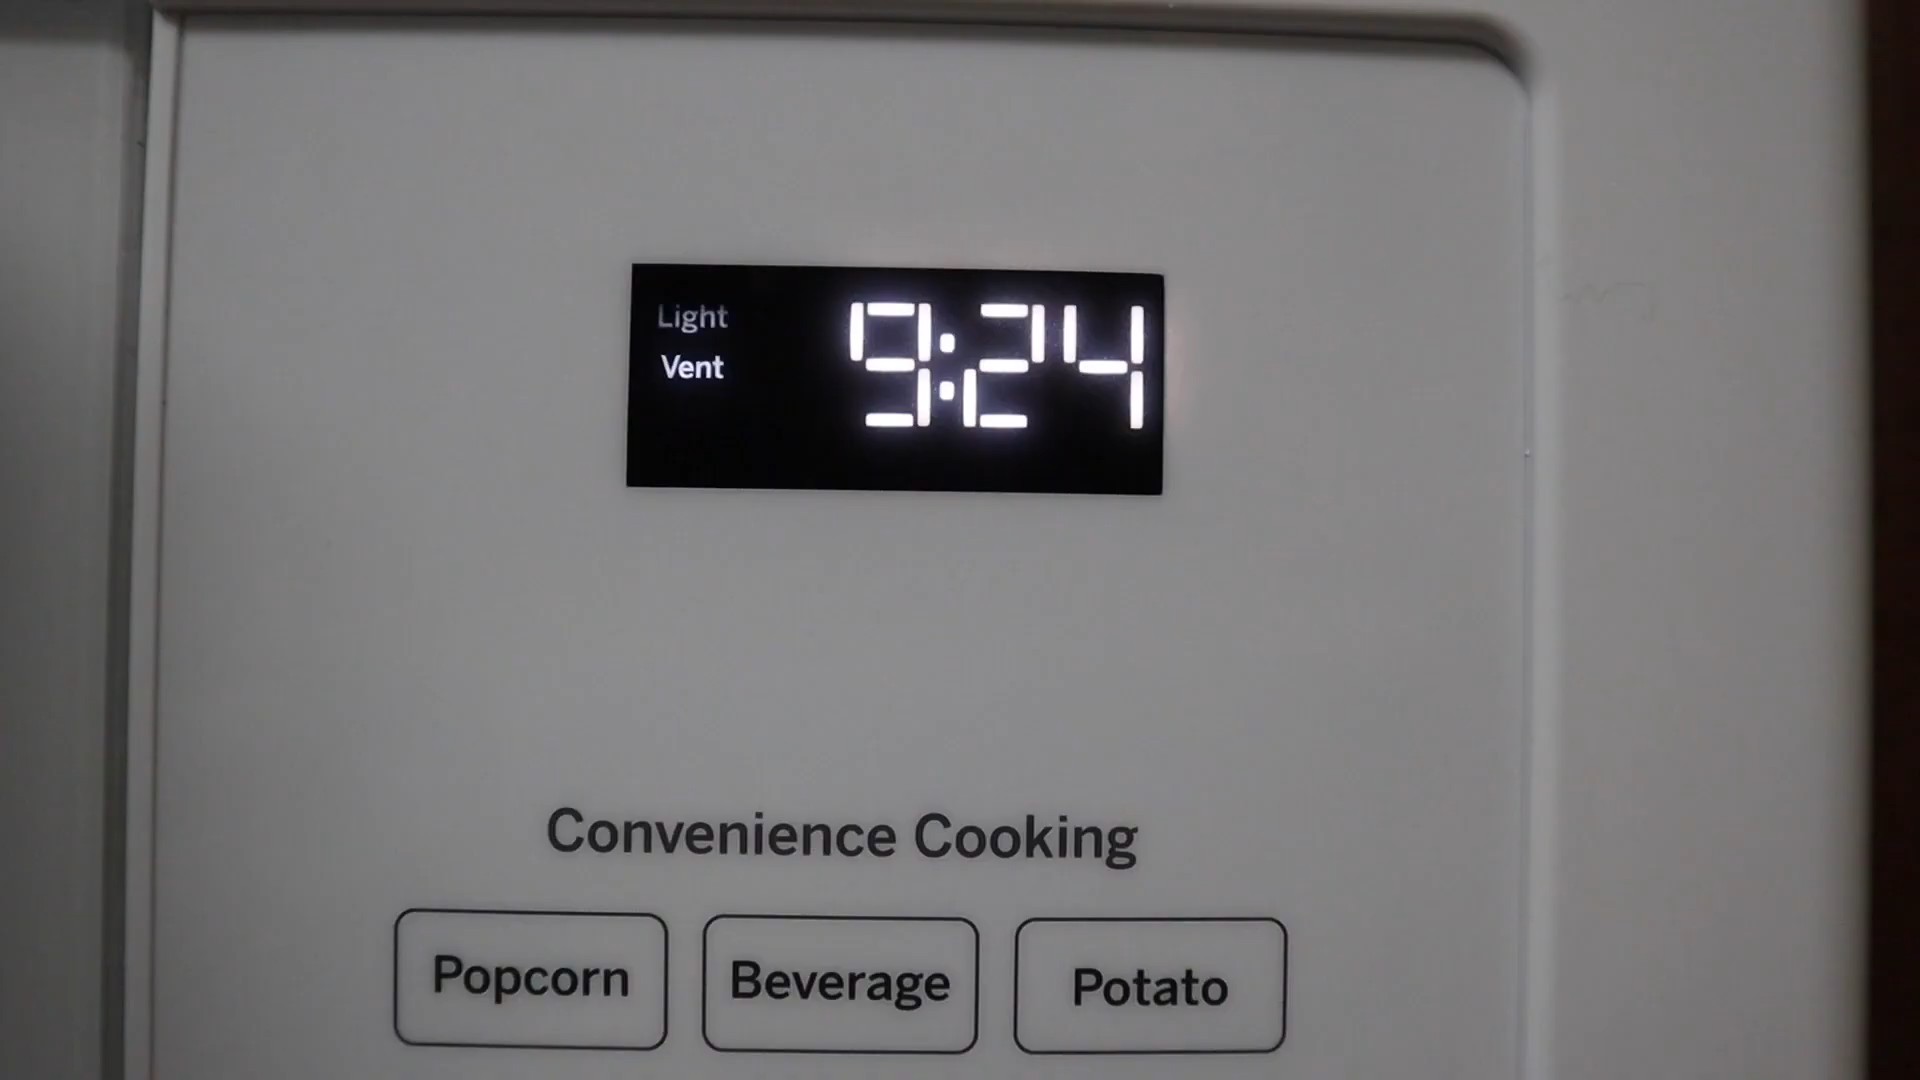 Light
Vent
9:24
Convenience Cooking
Popcorn
Beverage
Potato